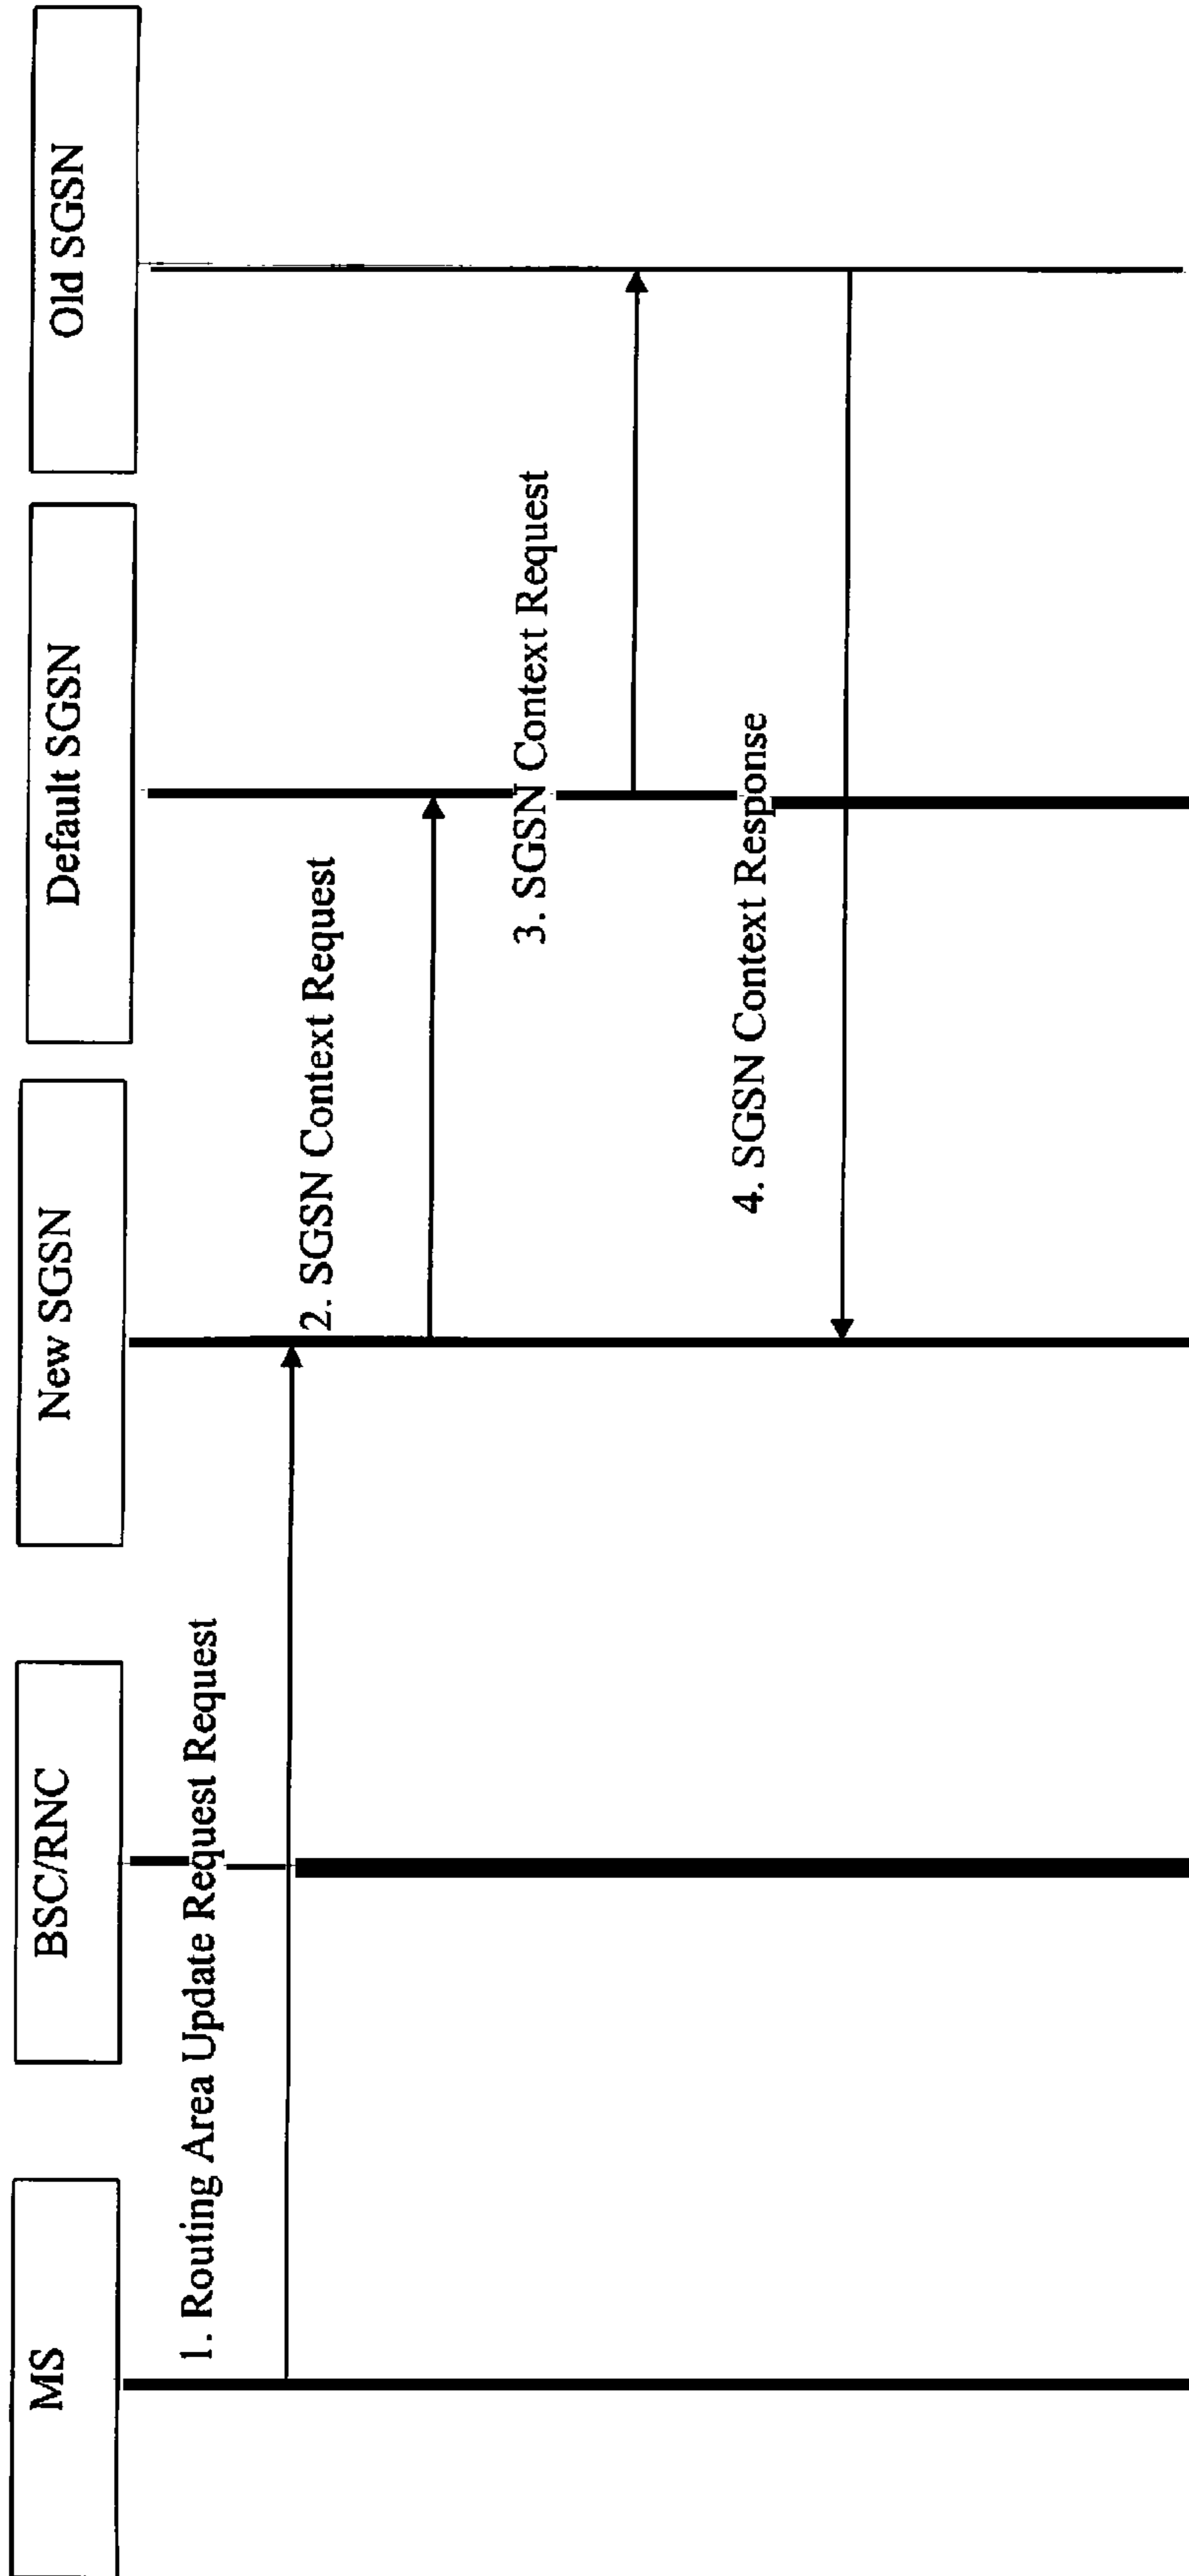 MS
BSC/RNC
New SGSN
Default SGSN
Old SGSN
1. Routing Area Update Request Request
2. SGSN Context Request
3. SGSN Context Request
4. SGSN Context Response